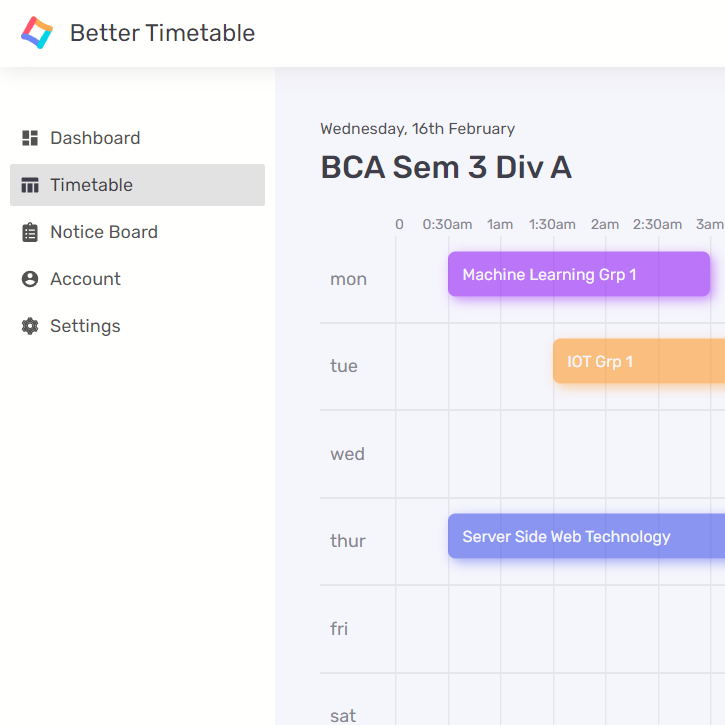 Better Timetable
Dashboard
Timetable
Notice Board
Account
Settings
Wednesday, 16th February
BCA Sem 3 Div A
0 0:30am 1am 1:30am 2am 2:30am 3am
mon Machine Learning Grp 1
tue IOT Grp 1
wed
thur Server Side Web Technology
fri
sat